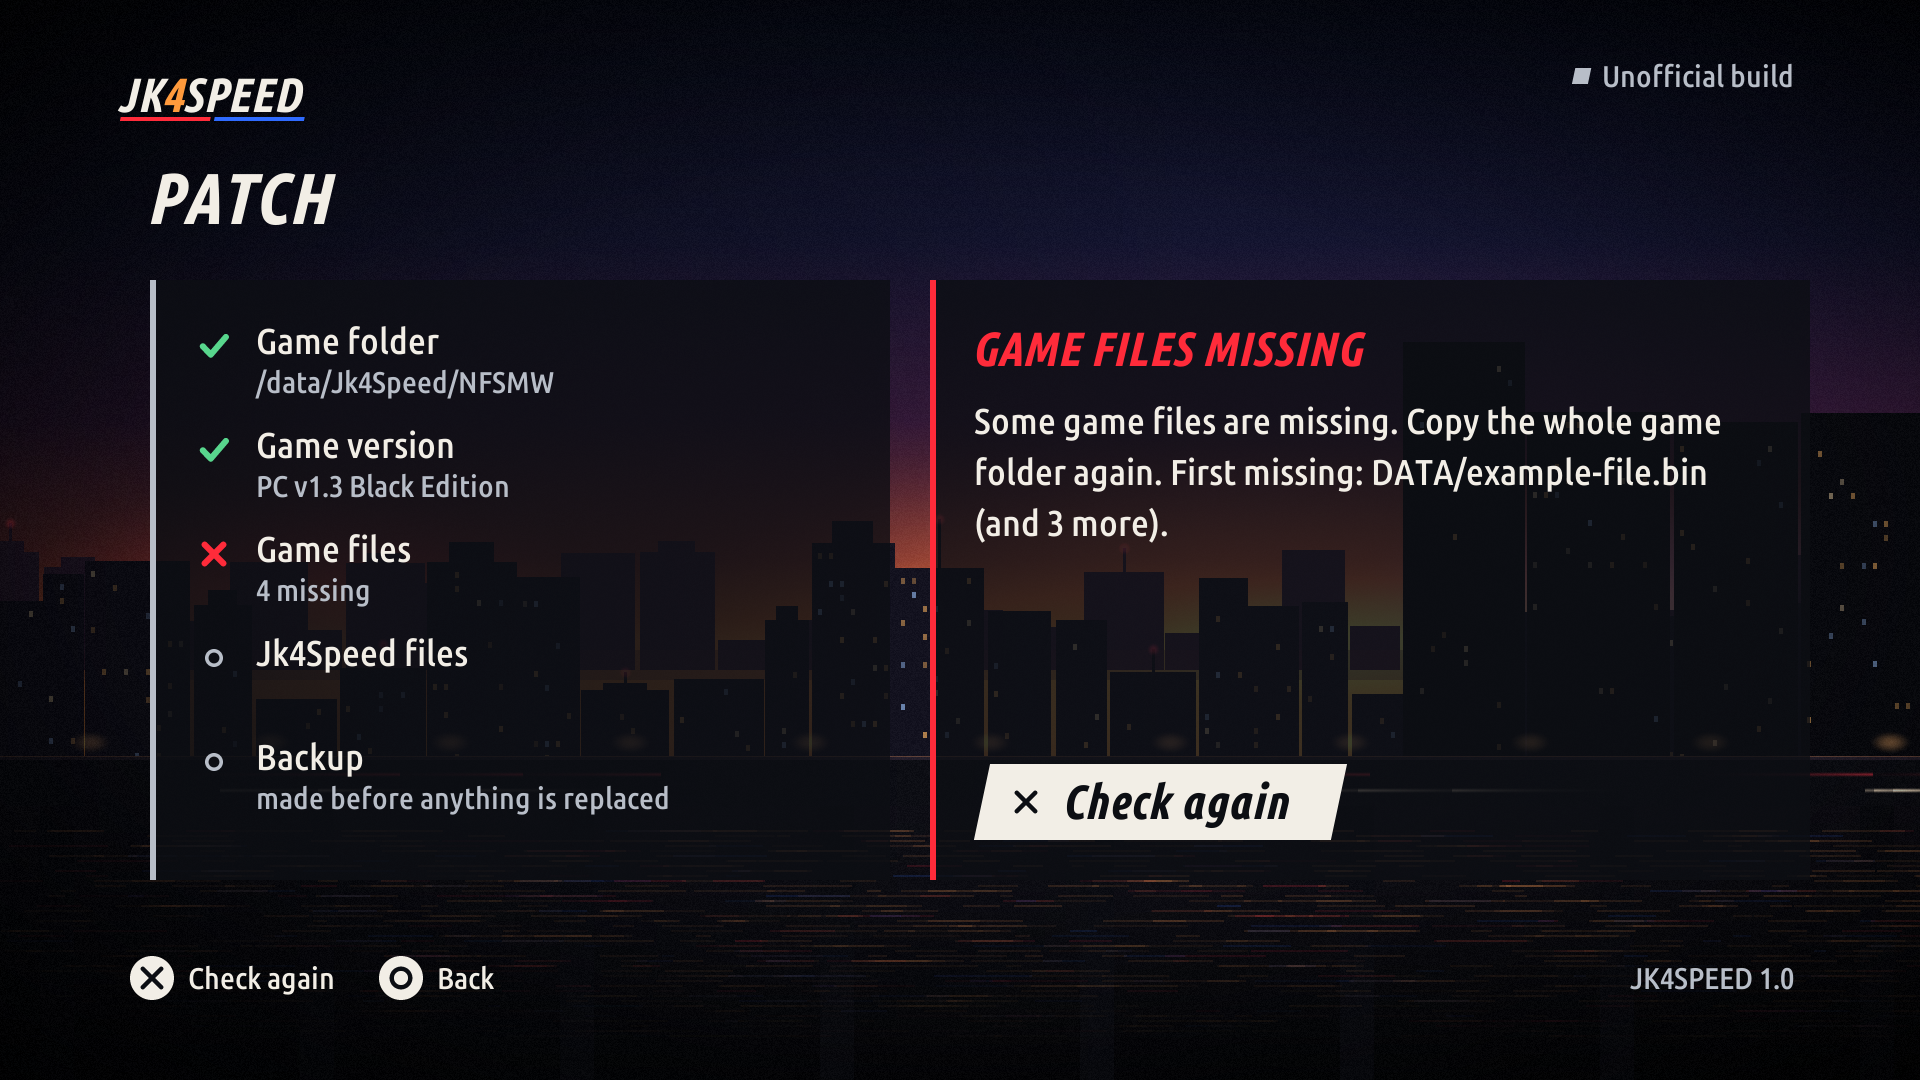 JK4SPEED
Unofficial build
PATCH
Game folder
/data/Jk4Speed/NFSMW
Game version
PC v1.3 Black Edition
Game files
4 missing
Jk4Speed files
Backup
made before anything is replaced
GAME FILES MISSING
Some game files are missing. Copy the whole game
folder again. First missing: DATA/example-file.bin
(and 3 more).
Check again
Check again
Back
JK4SPEED 1.0